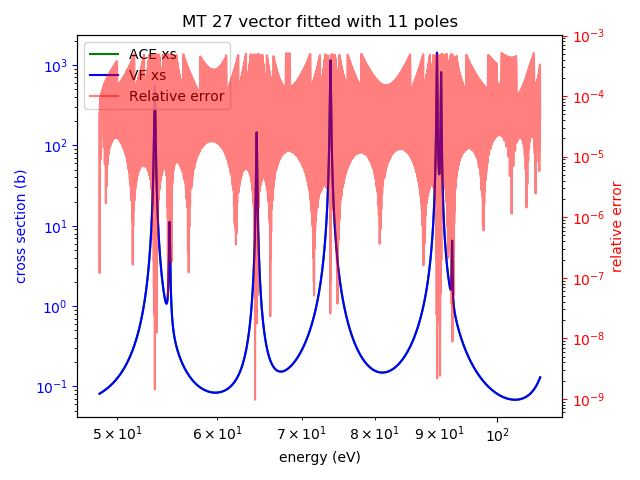 MT 27 vector fitted with 11 poles
ACE xs
VF xs
Relative error
cross section (b)
10³
10²
10¹
10⁰
10⁻¹
10⁻³
10⁻⁴
10⁻⁵
10⁻⁶
10⁻⁷
10⁻⁸
10⁻⁹
relative error
5 × 10¹ 6 × 10¹ 7 × 10¹ 8 × 10¹ 9 × 10¹ 10²
energy (eV)